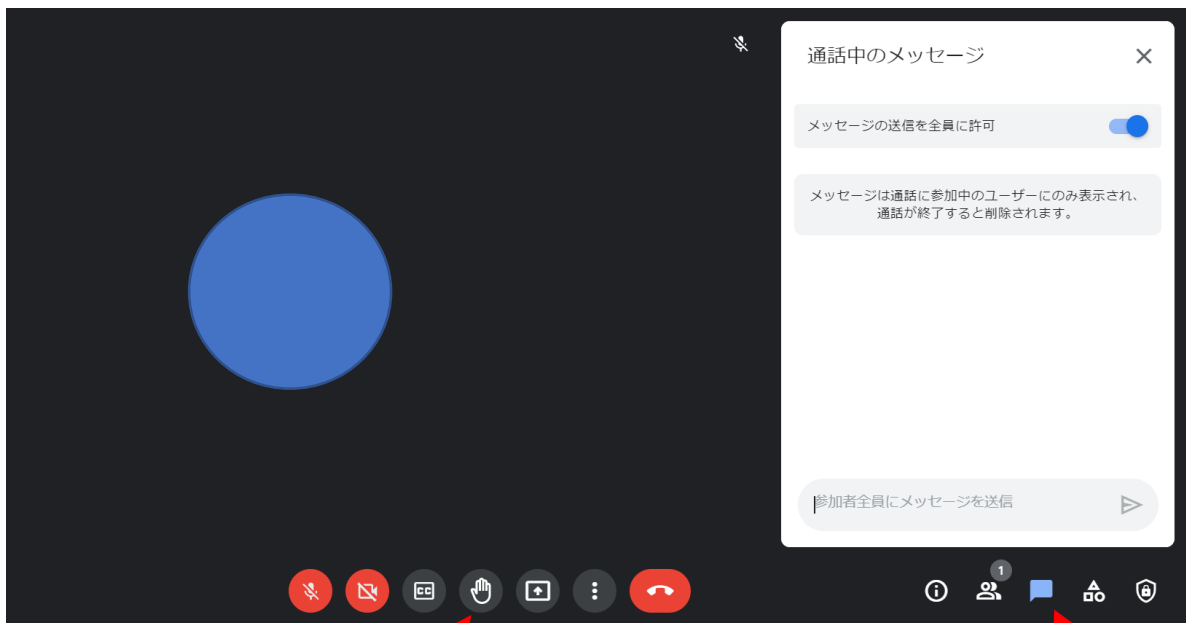 通話中のメッセージ
メッセージの送信を全員に許可
メッセージは通話に参加中のユーザーにのみ表示され、
通話が終了すると削除されます。
参加者全員にメッセージを送信
CC
1